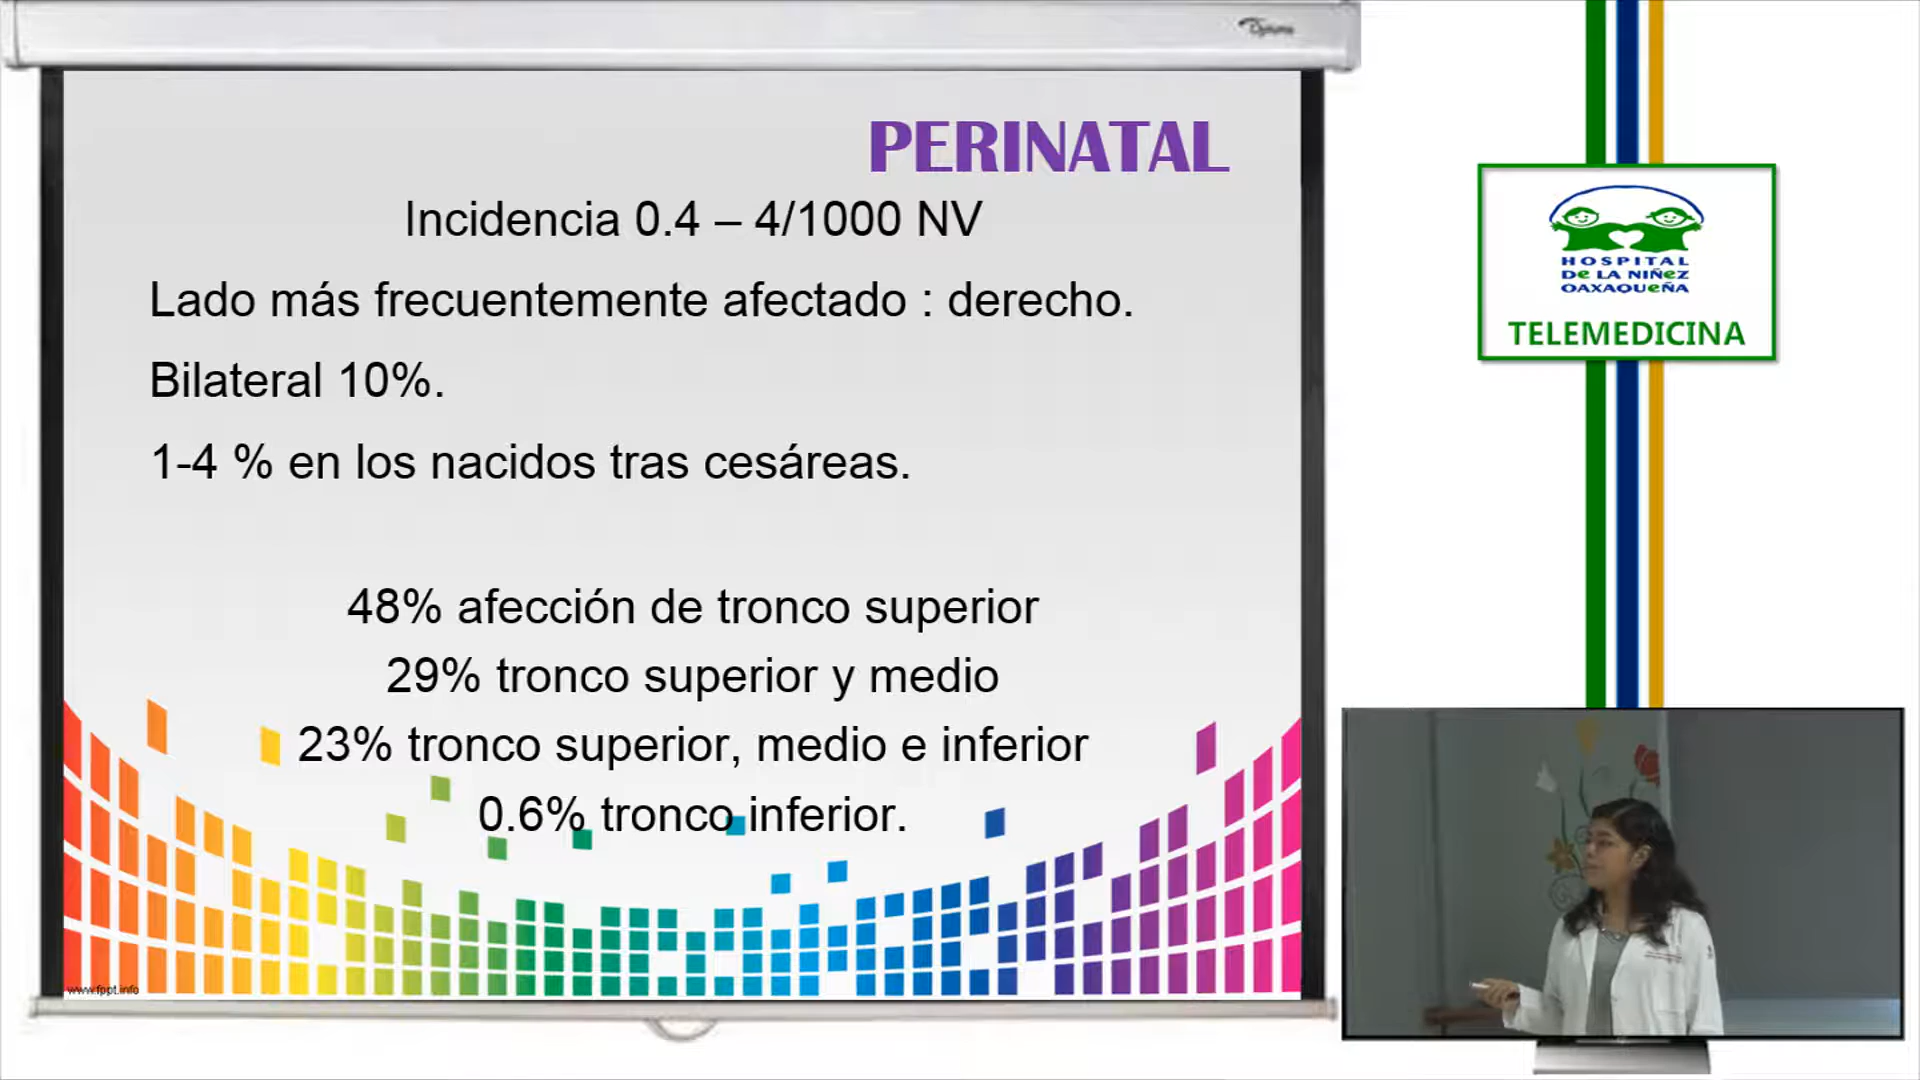 Optoma
PERINATAL
Incidencia 0.4 – 4/1000 NV
Lado más frecuentemente afectado : derecho.
Bilateral 10%.
1-4 % en los nacidos tras cesáreas.
48% afección de tronco superior
29% tronco superior y medio
23% tronco superior, medio e inferior
0.6% tronco inferior.
www.fppt.info
HOSPITAL
De LA NIÑeZ
OAXAQUeÑA
TELEMEDICINA